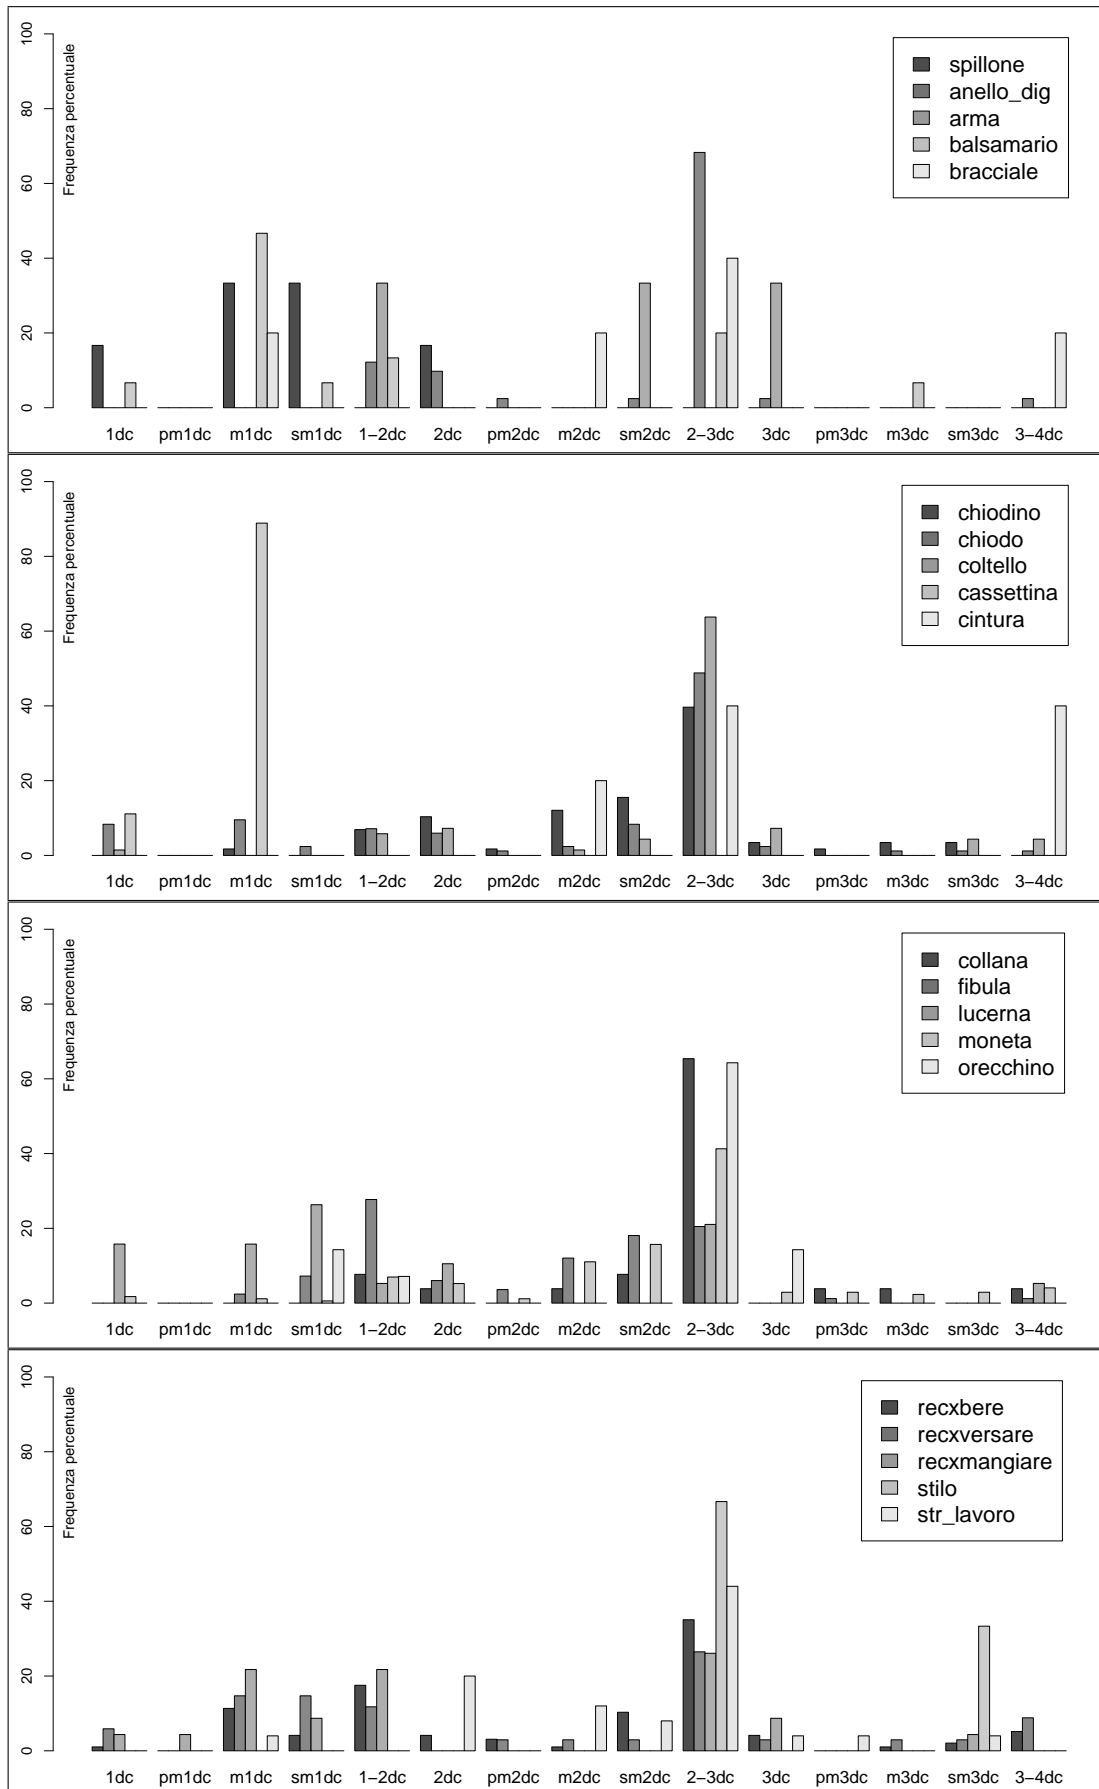 Frequenza percentuale
0 20 40 60 80 100
spillone
anello_dig
arma
balsamario
bracciale
1dc pm1dc m1dc sm1dc 1−2dc 2dc pm2dc m2dc sm2dc 2−3dc 3dc pm3dc m3dc sm3dc 3−4dc
Frequenza percentuale
0 20 40 60 80 100
chiodino
chiodo
coltello
cassettina
cintura
1dc pm1dc m1dc sm1dc 1−2dc 2dc pm2dc m2dc sm2dc 2−3dc 3dc pm3dc m3dc sm3dc 3−4dc
Frequenza percentuale
0 20 40 60 80 100
collana
fibula
lucerna
moneta
orecchino
1dc pm1dc m1dc sm1dc 1−2dc 2dc pm2dc m2dc sm2dc 2−3dc 3dc pm3dc m3dc sm3dc 3−4dc
Frequenza percentuale
0 20 40 60 80 100
recxbere
recxversare
recxmangiare
stilo
str_lavoro
1dc pm1dc m1dc sm1dc 1−2dc 2dc pm2dc m2dc sm2dc 2−3dc 3dc pm3dc m3dc sm3dc 3−4dc